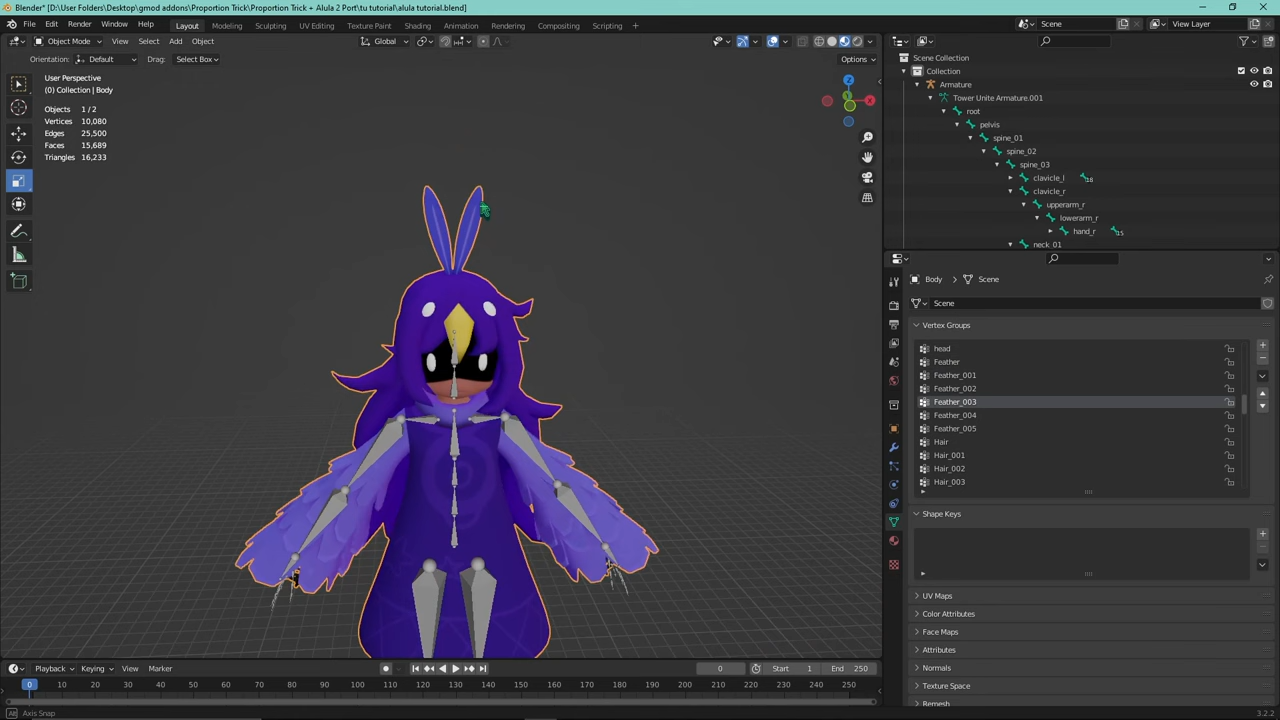 Blender* [D:\User Folders\Desktop\gmod addons\Proportion Trick\Proportion Trick + Alula 2 Port\tu tutorial\alula tutorial.blend]
File Edit Render Window Help Layout Modeling Sculpting UV Editing Texture Paint Shading Animation Rendering Compositing Scripting Scene View Layer
Object Mode View Select Add Object Global Options
Orientation: Default Drag: Select Box
User Perspective
(0) Collection | Body
Objects 1/2
Vertices 10,080
Edges 25,500
Faces 15,689
Triangles 16,233
Z
X
Scene Collection
Collection
Armature
Tower Unite Armature.001
root
pelvis
spine_01
spine_02
spine_03
clavicle_l 18
clavicle_r
upperarm_r
lowerarm_r
hand_r 15
neck_01
Body > Scene
Scene
Vertex Groups
head
Feather
Feather_001
Feather_002
Feather_003
Feather_004
Feather_005
Hair
Hair_001
Hair_002
Hair_003
Shape Keys
UV Maps
Color Attributes
Face Maps
Attributes
Normals
Texture Space
Remesh
Playback Keying View Marker 0 Start 1 End 250
0 10 20 30 40 50 60 70 80 90 100 110 120 130 140 150 160 170 180 190 200 210 220 230 240 250
Axis Snap 3.2.2